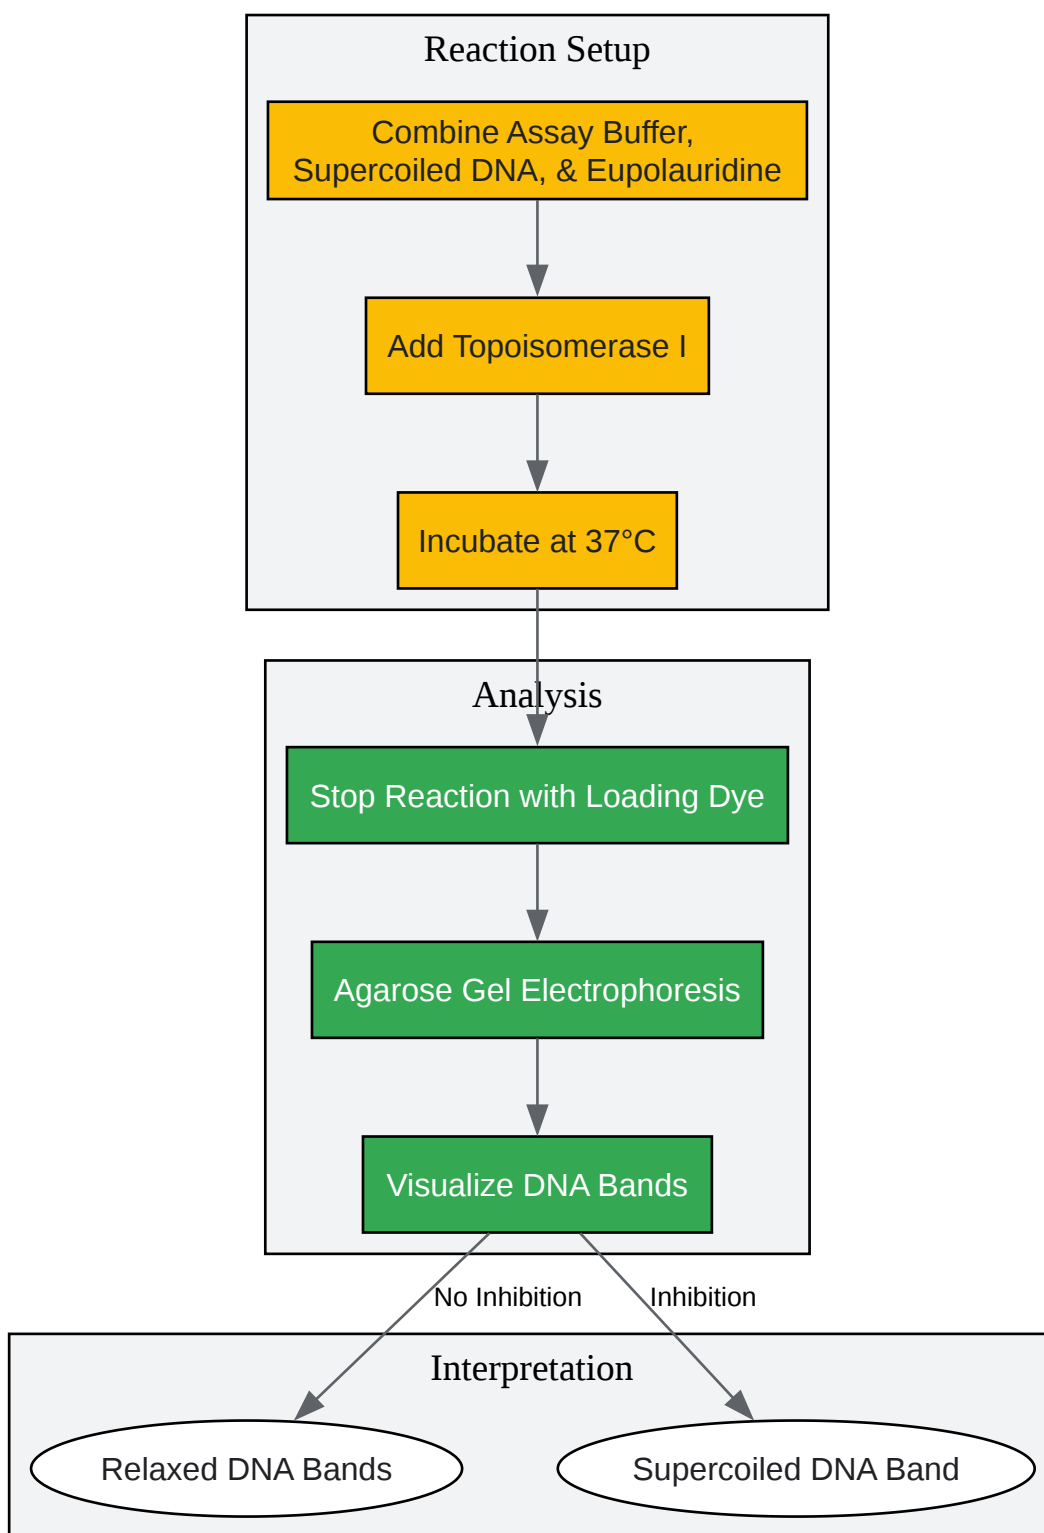 Reaction Setup
Combine Assay Buffer,
Supercoiled DNA, & Eupolauridine
Add Topoisomerase I
Incubate at 37°C
Analysis
Stop Reaction with Loading Dye
Agarose Gel Electrophoresis
Visualize DNA Bands
No Inhibition
Inhibition
Interpretation
Relaxed DNA Bands
Supercoiled DNA Band